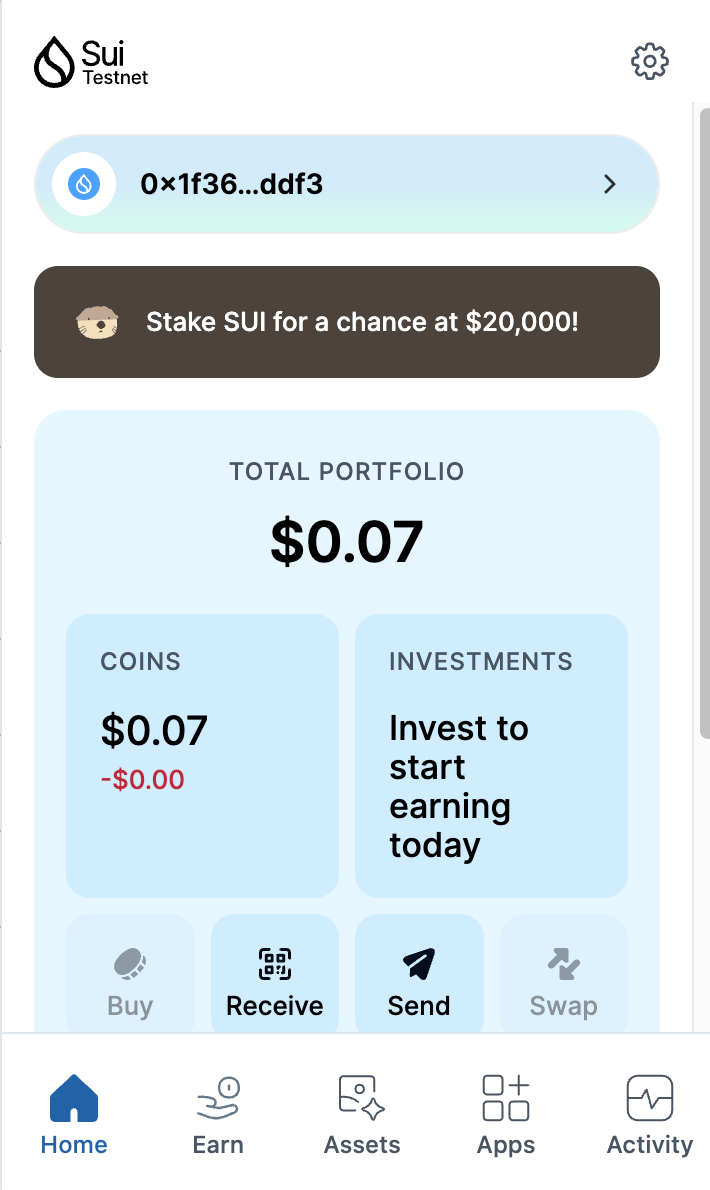 Sui
Testnet
0x1f36...ddf3
Stake SUI for a chance at $20,000!
TOTAL PORTFOLIO
$0.07
COINS
$0.07
-$0.00
INVESTMENTS
Invest to
start
earning
today
Buy
Receive
Send
Swap
Home
Earn
Assets
Apps
Activity